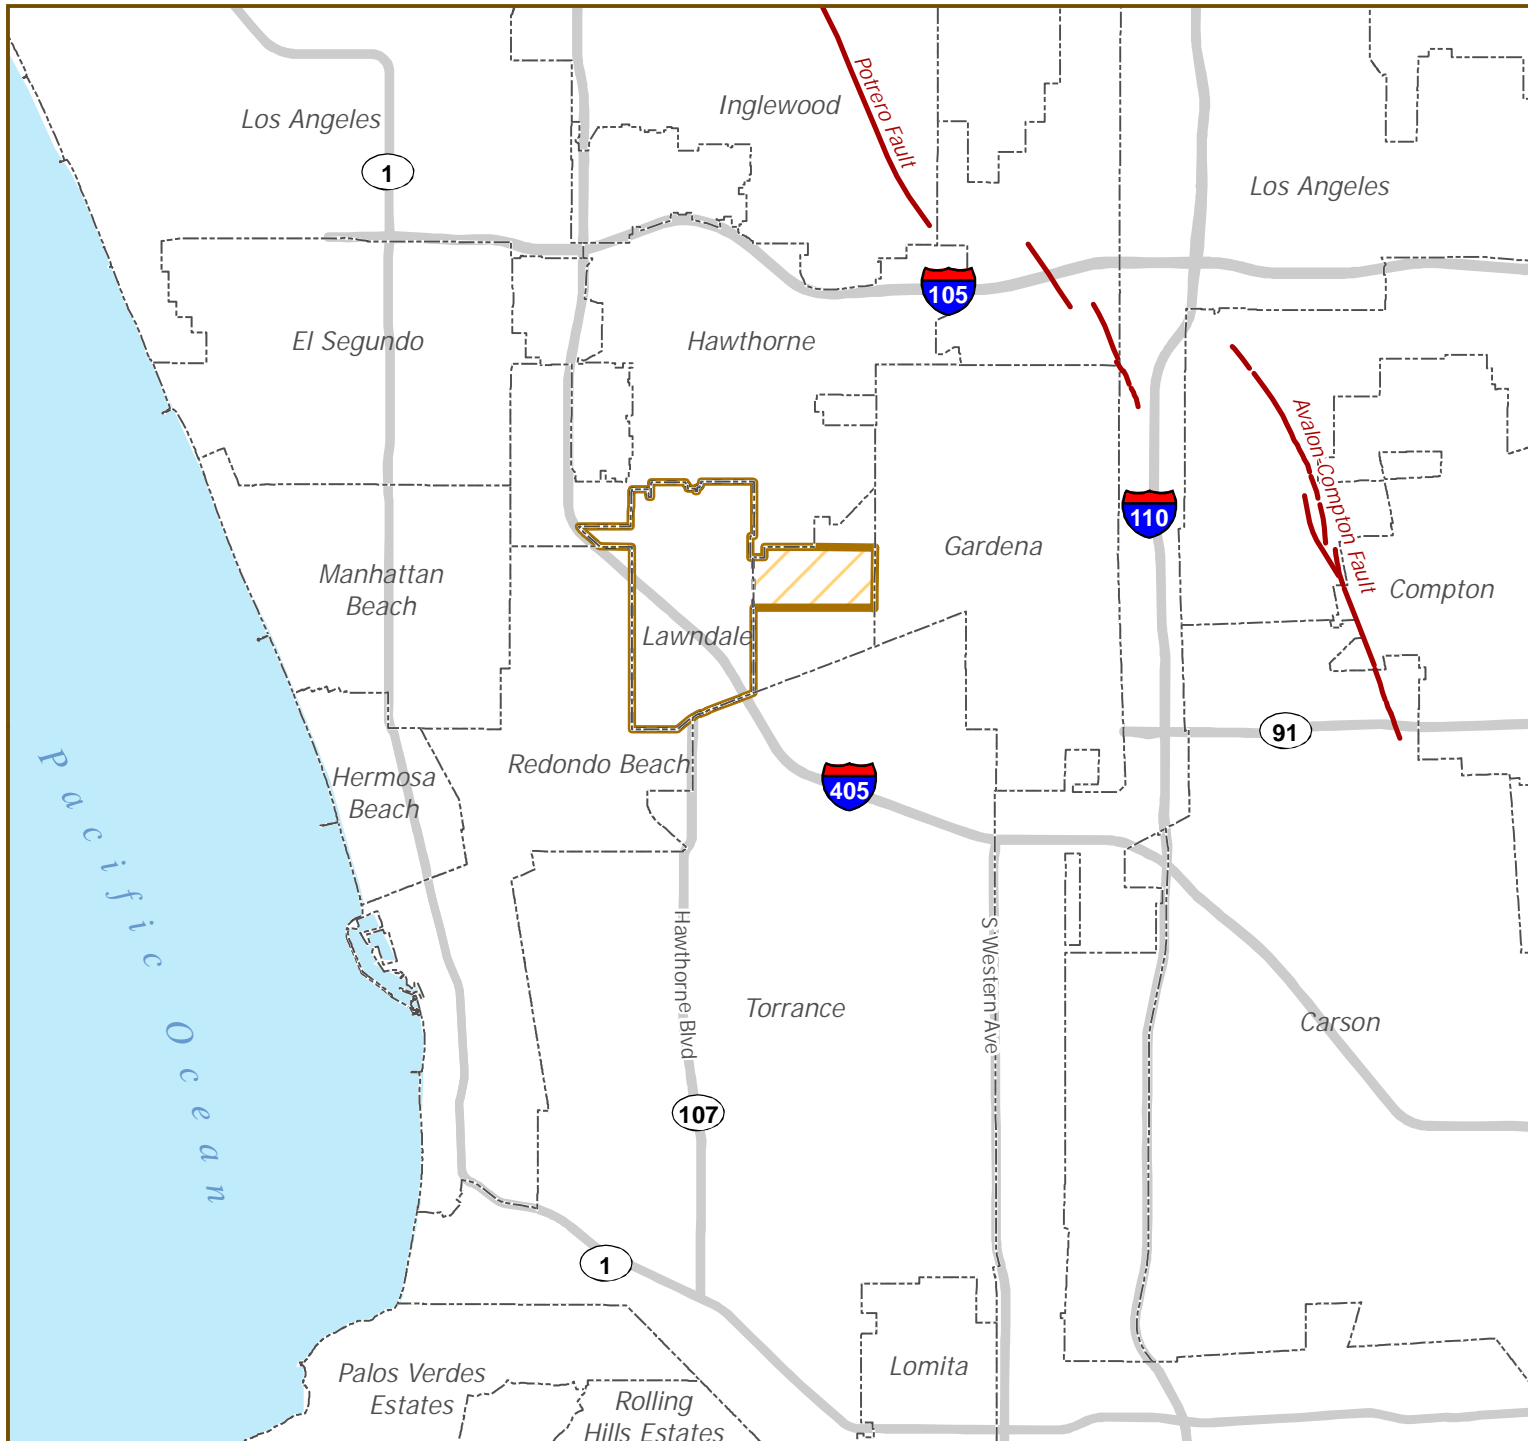 Potrero Fault
Inglewood
Los Angeles
1
Los Angeles
105
El Segundo
Hawthorne
Avalon-Compton Fault
110
Gardena
Manhattan
Beach
Compton
Lawndale
91
Redondo Beach
Hermosa
Beach
405
Pacific Ocean
Hawthorne Blvd
S Western Ave
Torrance
Carson
107
1
Palos Verdes
Estates
Lomita
Rolling
Hills Estates